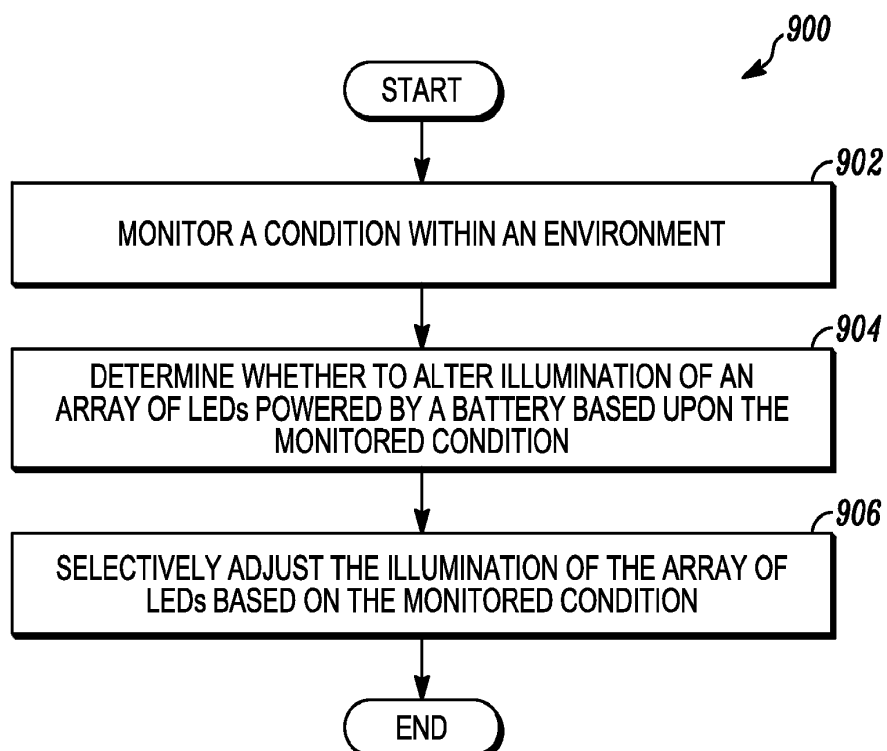 900
START
902
MONITOR A CONDITION WITHIN AN ENVIRONMENT
904
DETERMINE WHETHER TO ALTER ILLUMINATION OF AN
ARRAY OF LEDs POWERED BY A BATTERY BASED UPON THE
MONITORED CONDITION
906
SELECTIVELY ADJUST THE ILLUMINATION OF THE ARRAY OF
LEDs BASED ON THE MONITORED CONDITION
END